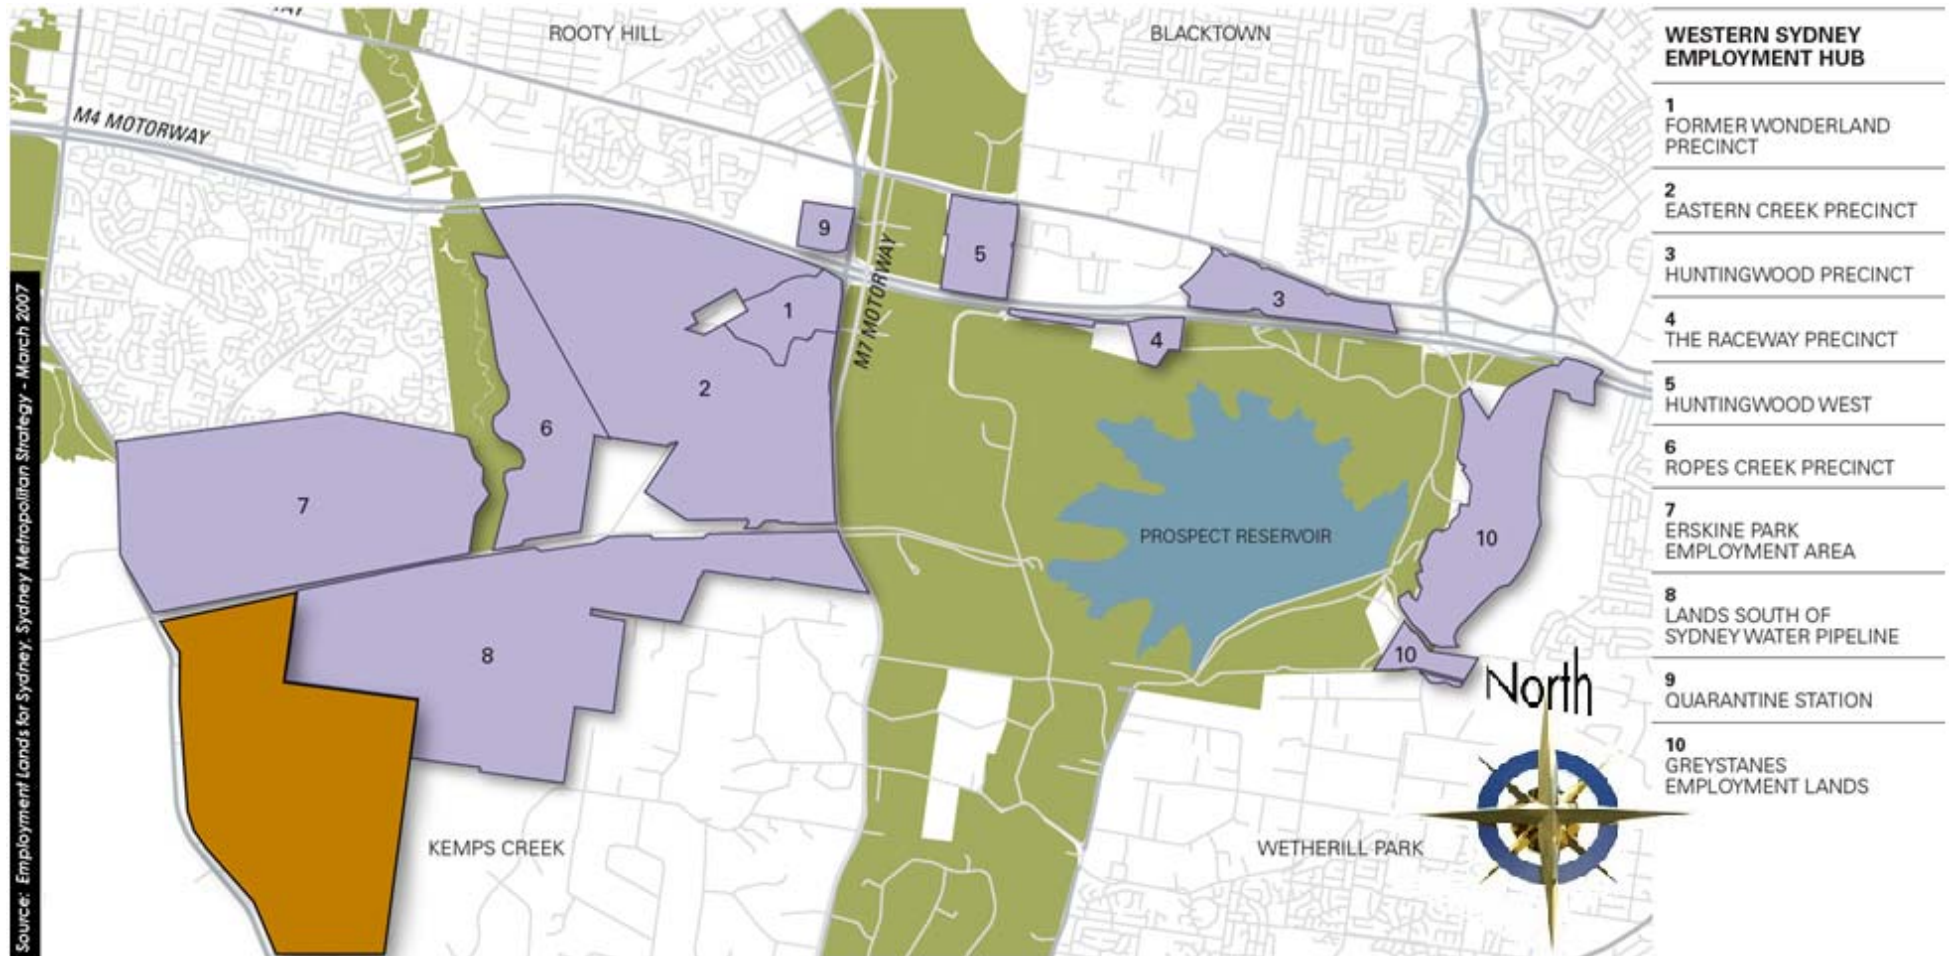 ROOTY HILL
BLACKTOWN
M4 MOTORWAY
9
5
M7 MOTORWAY
1
3
4
2
6
7
PROSPECT RESERVOIR
10
8
10
KEMPS CREEK
WETHERILL PARK
North
Source: Employment Lands for Sydney, Sydney Metropolitan Strategy - March 2007
WESTERN SYDNEY
EMPLOYMENT HUB
1
FORMER WONDERLAND
PRECINCT
2
EASTERN CREEK PRECINCT
3
HUNTINGWOOD PRECINCT
4
THE RACEWAY PRECINCT
5
HUNTINGWOOD WEST
6
ROPES CREEK PRECINCT
7
ERSKINE PARK
EMPLOYMENT AREA
8
LANDS SOUTH OF
SYDNEY WATER PIPELINE
9
QUARANTINE STATION
10
GREYSTANES
EMPLOYMENT LANDS